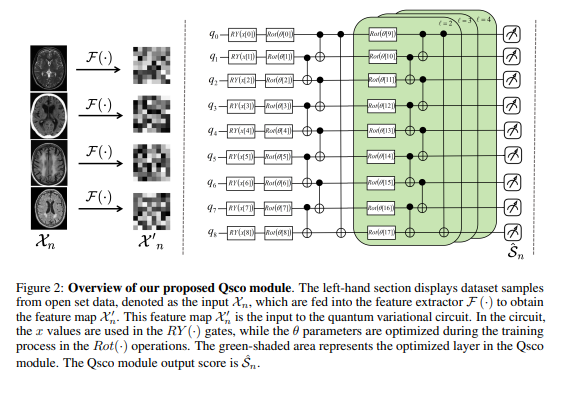 ℓ = 2 ℓ = 3 ℓ = 4
q₀ RY(x[0]) Rot(θ[0]) Rot(θ[9])
q₁ RY(x[1]) Rot(θ[1]) Rot(θ[10])
q₂ RY(x[2]) Rot(θ[2]) Rot(θ[11])
q₃ RY(x[3]) Rot(θ[3]) Rot(θ[12])
q₄ RY(x[4]) Rot(θ[4]) Rot(θ[13])
q₅ RY(x[5]) Rot(θ[5]) Rot(θ[14])
q₆ RY(x[6]) Rot(θ[6]) Rot(θ[15])
q₇ RY(x[7]) Rot(θ[7]) Rot(θ[16])
q₈ RY(x[8]) Rot(θ[8]) Rot(θ[17])
F(·)
F(·)
F(·)
F(·)
𝒳ₙ 𝒳′ₙ Ŝₙ
Figure 2: Overview of our proposed Qsco module. The left-hand section displays dataset samples
from open set data, denoted as the input 𝒳ₙ, which are fed into the feature extractor F(·) to obtain
the feature map 𝒳′ₙ. This feature map 𝒳′ₙ is the input to the quantum variational circuit. In the circuit,
the x values are used in the RY(·) gates, while the θ parameters are optimized during the training
process in the Rot(·) operations. The green-shaded area represents the optimized layer in the Qsco
module. The Qsco module output score is Ŝₙ.